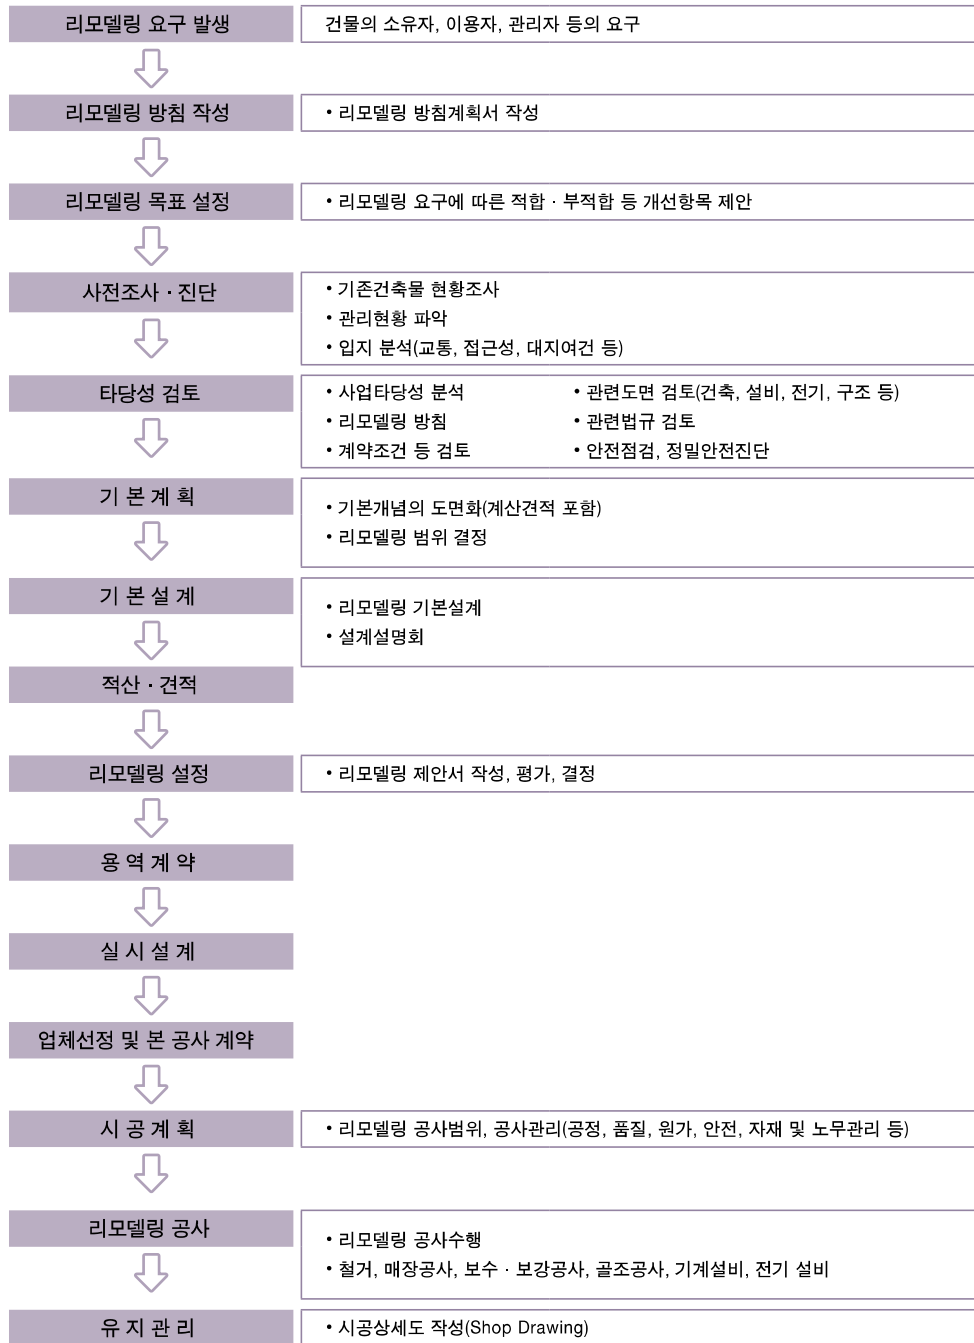 리모델링 요구 발생
건물의 소유자, 이용자, 관리자 등의 요구
리모델링 방침 작성
• 리모델링 방침계획서 작성
리모델링 목표 설정
• 리모델링 요구에 따른 적합 · 부적합 등 개선항목 제안
사전조사 · 진단
• 기존건축물 현황조사
• 관리현황 파악
• 입지 분석(교통, 접근성, 대지여건 등)
타당성 검토
• 사업타당성 분석
• 리모델링 방침
• 계약조건 등 검토
• 관련도면 검토(건축, 설비, 전기, 구조 등)
• 관련법규 검토
• 안전점검, 정밀안전진단
기 본 계 획
• 기본개념의 도면화(계산견적 포함)
• 리모델링 범위 결정
기 본 설 계
• 리모델링 기본설계
• 설계설명회
적산 · 견적
리모델링 설정
• 리모델링 제안서 작성, 평가, 결정
용 역 계 약
실 시 설 계
업체선정 및 본 공사 계약
시 공 계 획
• 리모델링 공사범위, 공사관리(공정, 품질, 원가, 안전, 자재 및 노무관리 등)
리모델링 공사
• 리모델링 공사수행
• 철거, 매장공사, 보수 · 보강공사, 골조공사, 기계설비, 전기 설비
유 지 관 리
• 시공상세도 작성(Shop Drawing)